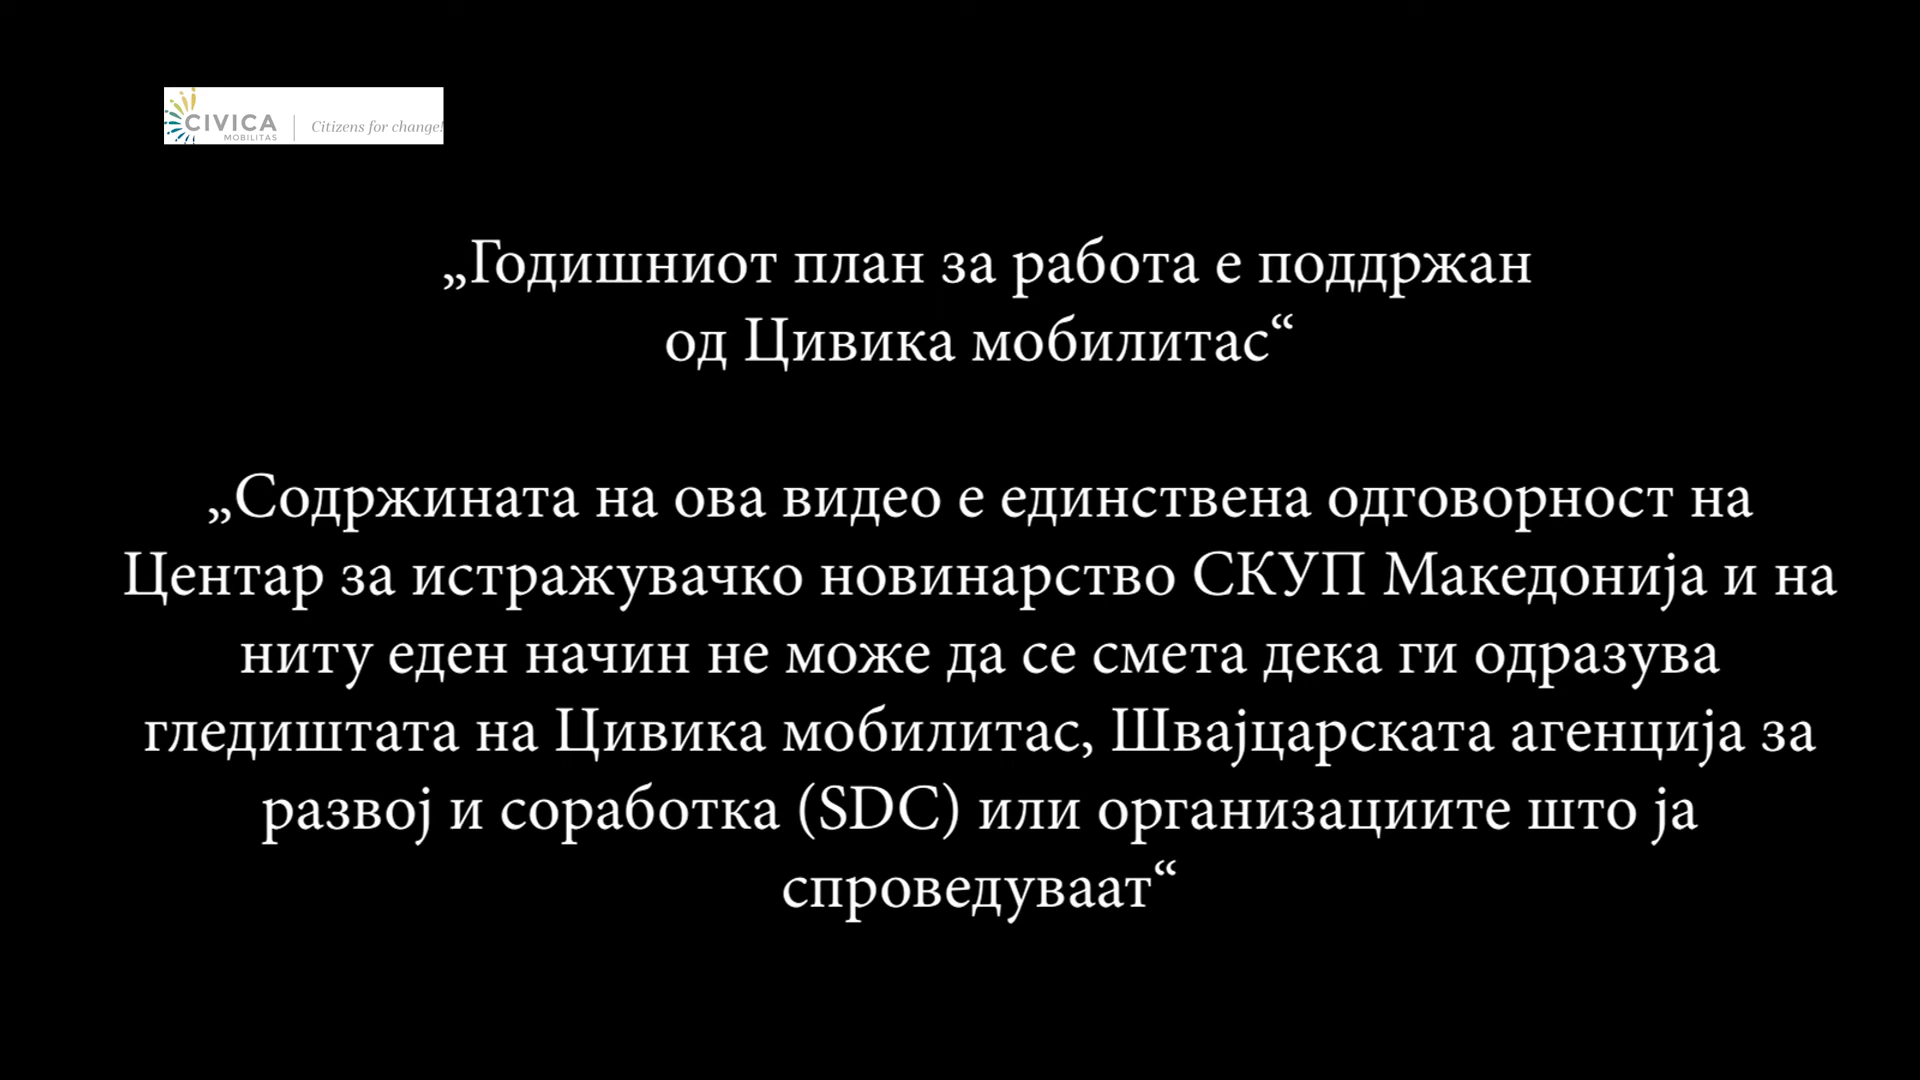 CIVICA
MOBILITAS
Citizens for change!
„Годишниот план за работа е поддржан
од Цивика мобилитас“
„Содржината на ова видео е единствена одговорност на
Центар за истражувачко новинарство СКУП Македонија и на
ниту еден начин не може да се смета дека ги одразува
гледиштата на Цивика мобилитас, Швајцарската агенција за
развој и соработка (SDC) или организациите што ја
спроведуваат“